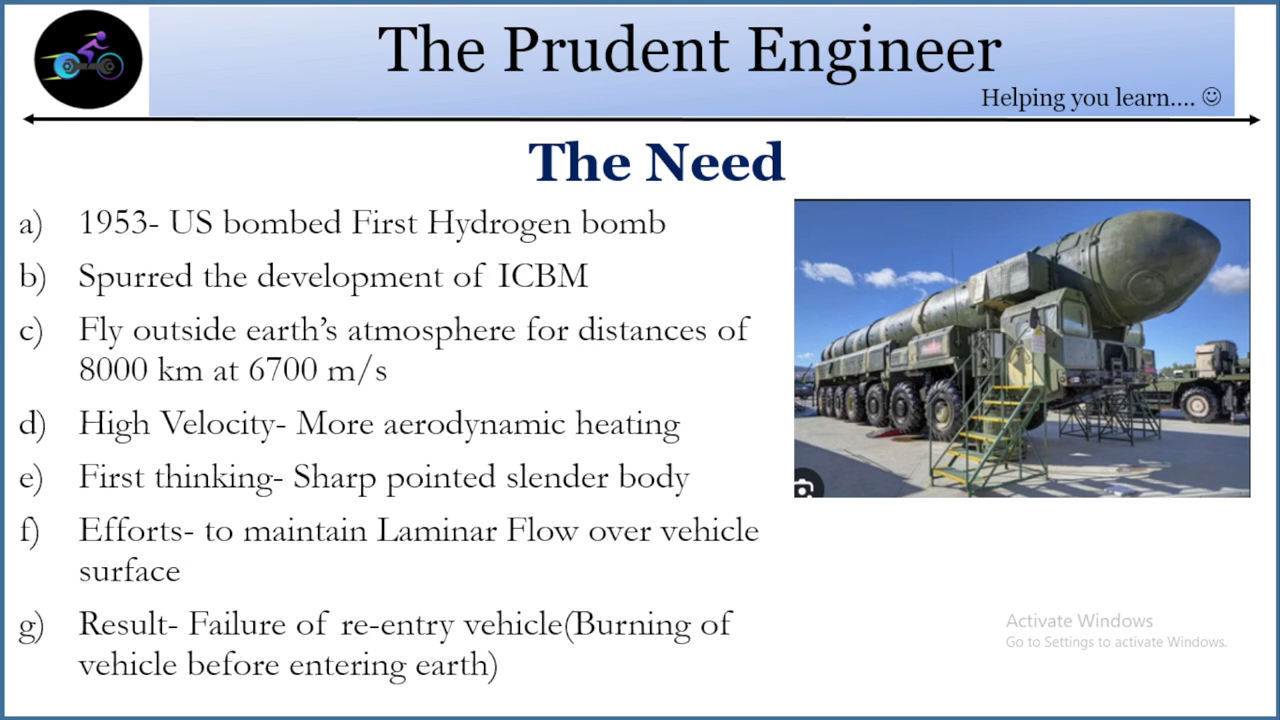 The Prudent Engineer
Helping you learn.... ☺
The Need
a) 1953- US bombed First Hydrogen bomb
b) Spurred the development of ICBM
c) Fly outside earth’s atmosphere for distances of
8000 km at 6700 m/s
d) High Velocity- More aerodynamic heating
e) First thinking- Sharp pointed slender body
f) Efforts- to maintain Laminar Flow over vehicle
surface
g) Result- Failure of re-entry vehicle(Burning of
vehicle before entering earth)
Activate Windows
Go to Settings to activate Windows.